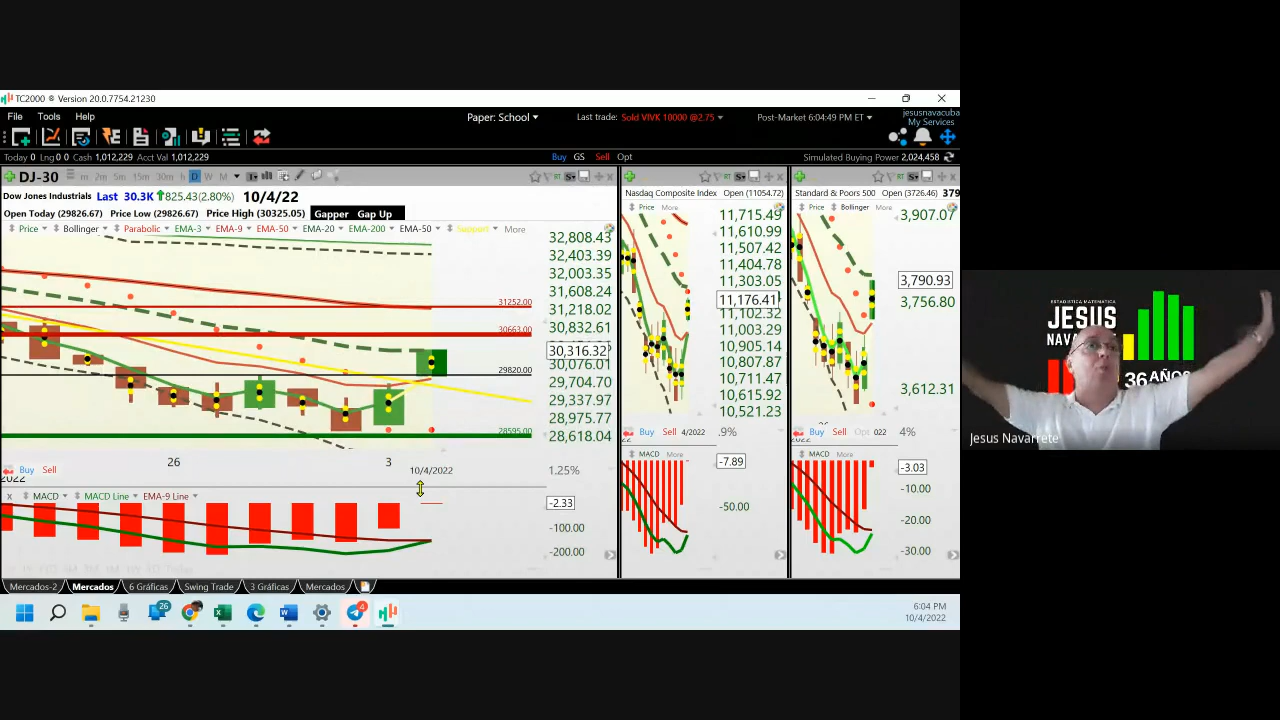 TC2000 ® Version 20.0.7754.21230
File Tools Help
Paper: School
Last trade: Sold VIVK 10000 @2.75
Post-Market 6:04:49 PM ET
jesusnavacuba
My Services
Today 0 Lng 0 0 Cash 1,012,229 Acct Val 1,012,229
Buy GS Sell Opt
Simulated Buying Power 2,024,458
DJ-30
m 2m 5m 15m 30m h D W M
Dow Jones Industrials Last 30.3K 825.43(2.80%) 10/4/22
Open Today (29826.67) Price Low (29826.67) Price High (30325.05) Gapper Gap Up
Price Bollinger Parabolic EMA-3 EMA-9 EMA-50 EMA-20 EMA-200 EMA-50 Support More
32,808.43
32,403.39
32,003.35
31,608.24
31,218.02
30,832.61
30,316.32
30,076.01
29,704.70
29,337.97
28,975.77
28,618.04
31252.00
30663.00
29820.00
28595.00
26
3
10/4/2022
Buy Sell
2022
1.25%
x MACD MACD Line EMA-9 Line
-2.33
-100.00
-200.00
Nasdaq Composite Index Open (11054.72)
Price More
11,715.49
11,610.99
11,507.42
11,404.78
11,303.05
11,176.41
11,102.32
11,003.29
10,905.14
10,807.87
10,711.47
10,615.92
10,521.23
Buy Sell 4/2022 .9%
MACD More
-7.89
-50.00
Standard & Poors 500 Open (3726.46) 379
Price Bollinger More
3,907.07
3,790.93
3,756.80
3,612.31
Buy Sell Opt 022 4%
MACD More
-3.03
-10.00
-20.00
-30.00
Mercados-2 Mercados 6 Gráficas Swing Trade 3 Gráficas Mercados
26
4
6:04 PM
10/4/2022
ESTADISTICA MATEMATICA
JESUS
NAVA
36 AÑOS
Jesus Navarrete